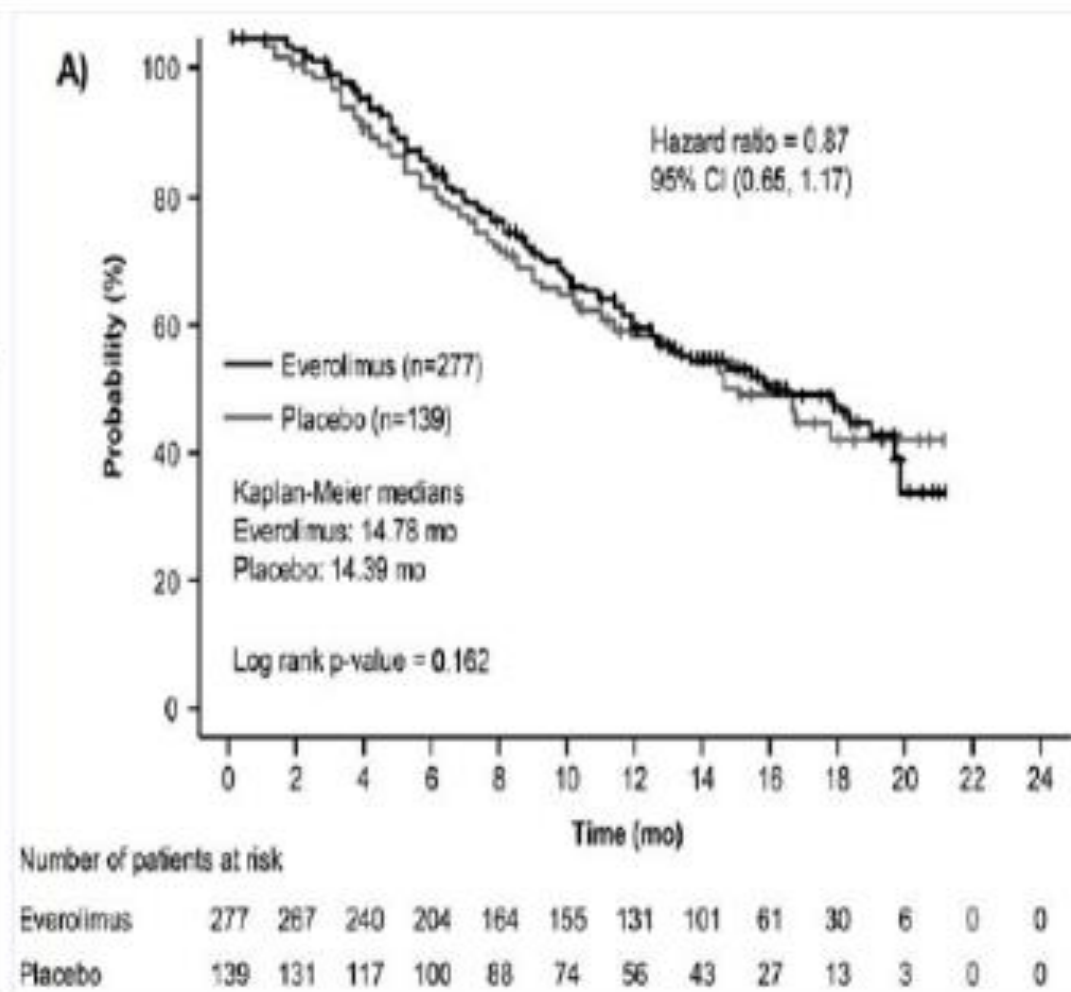 A)
100
80
60
40
20
0
Probability (%)
Hazard ratio = 0.87
95% CI (0.65, 1.17)
Everolimus (n=277)
Placebo (n=139)
Kaplan-Meier medians
Everolimus: 14.78 mo
Placebo: 14.39 mo
Log rank p-value = 0.162
0 2 4 6 8 10 12 14 16 18 20 22 24
Time (mo)
Number of patients at risk
Everolimus 277 267 240 204 164 155 131 101 61 30 6 0 0
Placebo 139 131 117 100 88 74 56 43 27 13 3 0 0